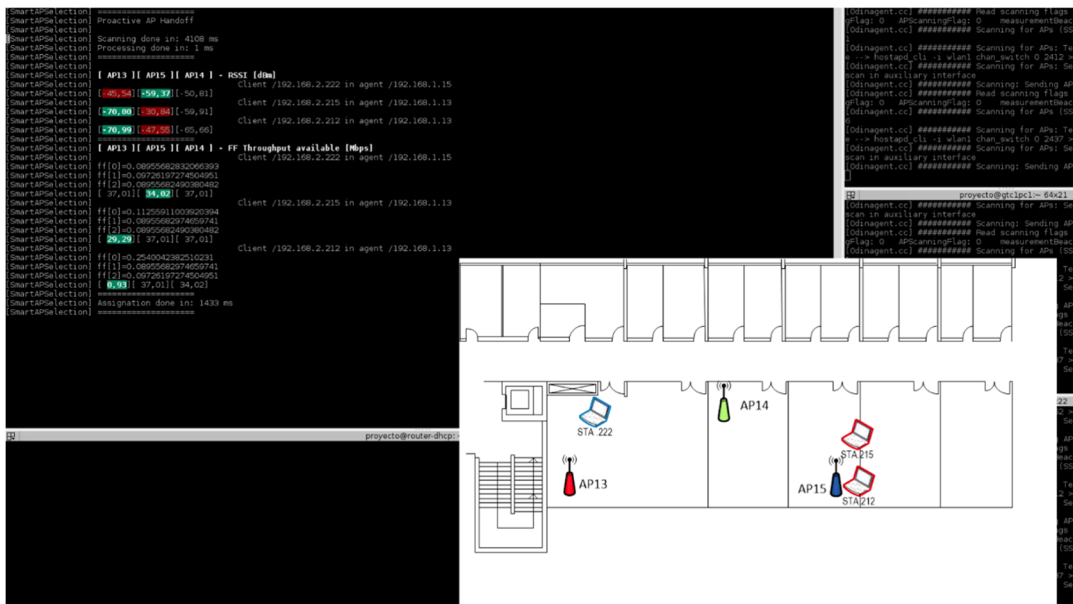 [SmartAPSelection] ====================
[SmartAPSelection] Proactive AP Handoff
[SmartAPSelection]
[SmartAPSelection] Scanning done in: 4108 ms
[SmartAPSelection] Processing done in: 1 ms
[SmartAPSelection] ====================
[SmartAPSelection]
[SmartAPSelection] [ AP13 ][ AP15 ][ AP14 ] - RSSI [dBm]
[SmartAPSelection] Client /192.168.2.222 in agent /192.168.1.15
[SmartAPSelection] [-45,54][-59,37][-50,81]
[SmartAPSelection] Client /192.168.2.215 in agent /192.168.1.13
[SmartAPSelection] [-70,00][-30,84][-59,91]
[SmartAPSelection] Client /192.168.2.212 in agent /192.168.1.13
[SmartAPSelection] [-70,99][-47,55][-65,66]
[SmartAPSelection] ====================
[SmartAPSelection] [ AP13 ][ AP15 ][ AP14 ] - FF Throughput available [Mbps]
[SmartAPSelection] Client /192.168.2.222 in agent /192.168.1.15
[SmartAPSelection] ff[0]=0.08955682832066393
[SmartAPSelection] ff[1]=0.09726197274504951
[SmartAPSelection] ff[2]=0.08955682490380482
[SmartAPSelection] [ 37,01][ 34,02][ 37,01]
[SmartAPSelection] Client /192.168.2.215 in agent /192.168.1.13
[SmartAPSelection] ff[0]=0.11255911003920394
[SmartAPSelection] ff[1]=0.08955682974659741
[SmartAPSelection] ff[2]=0.08955682490380482
[SmartAPSelection] [ 29,29][ 37,01][ 37,01]
[SmartAPSelection] Client /192.168.2.212 in agent /192.168.1.13
[SmartAPSelection] ff[0]=0.2540042382510231
[SmartAPSelection] ff[1]=0.08955682974659741
[SmartAPSelection] ff[2]=0.09726197274504951
[SmartAPSelection] [ 0,93][ 37,01][ 34,02]
[SmartAPSelection] ====================
[SmartAPSelection] Assignation done in: 1433 ms
[SmartAPSelection] ====================
proyecto@router-dhcp:
[Odinagent.cc] ########### Read scanning flags
gFlag: 0 APScanningFlag: 0 measurementBeac
[Odinagent.cc] ########### Scanning for APs (SS
1
[Odinagent.cc] ########### Scanning for APs: Te
e --> hostapd_cli -i wlan1 chan_switch 0 2412 >
[Odinagent.cc] ########### Scanning for APs: Se
scan in auxiliary interface
[Odinagent.cc] ########### Scanning: Sending AP
[Odinagent.cc] ########### Read scanning flags
gFlag: 0 APScanningFlag: 0 measurementBeac
[Odinagent.cc] ########### Scanning for APs (SS
6
[Odinagent.cc] ########### Scanning for APs: Te
e --> hostapd_cli -i wlan1 chan_switch 0 2437 >
[Odinagent.cc] ########### Scanning for APs: Se
scan in auxiliary interface
[Odinagent.cc] ########### Scanning: Sending AP
proyecto@gtc1pc1:~ 64x21
[Odinagent.cc] ########### Scanning for APs: Se
scan in auxiliary interface
[Odinagent.cc] ########### Scanning: Sending AP
[Odinagent.cc] ########### Read scanning flags
gFlag: 0 APScanningFlag: 0 measurementBeac
[Odinagent.cc] ########### Scanning for APs (SS
STA .222
AP14
STA 215
AP13
AP15
STA 212